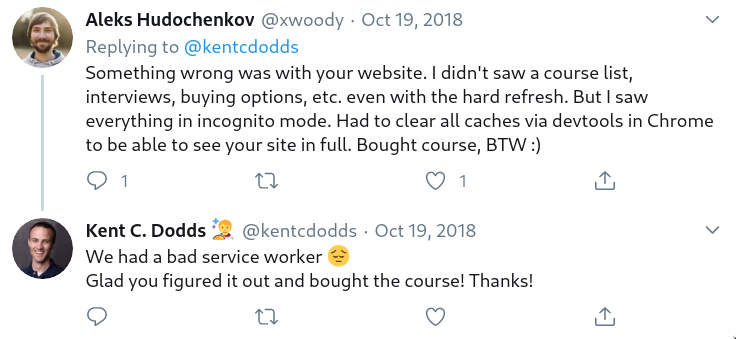 Aleks Hudochenkov @xwoody · Oct 19, 2018
Replying to @kentcdodds
Something wrong was with your website. I didn't saw a course list,
interviews, buying options, etc. even with the hard refresh. But I saw
everything in incognito mode. Had to clear all caches via devtools in Chrome
to be able to see your site in full. Bought course, BTW :)
1 1
Kent C. Dodds @kentcdodds · Oct 19, 2018
We had a bad service worker 😔
Glad you figured it out and bought the course! Thanks!